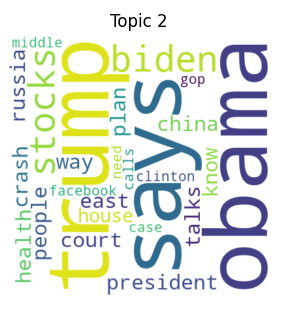 Topic 2
middle
russia
stocks
trump
biden
says
obama
gop
plan
china
way
crash
health
people
facebook
need
calls
clinton
know
east
house
court
case
talks
president